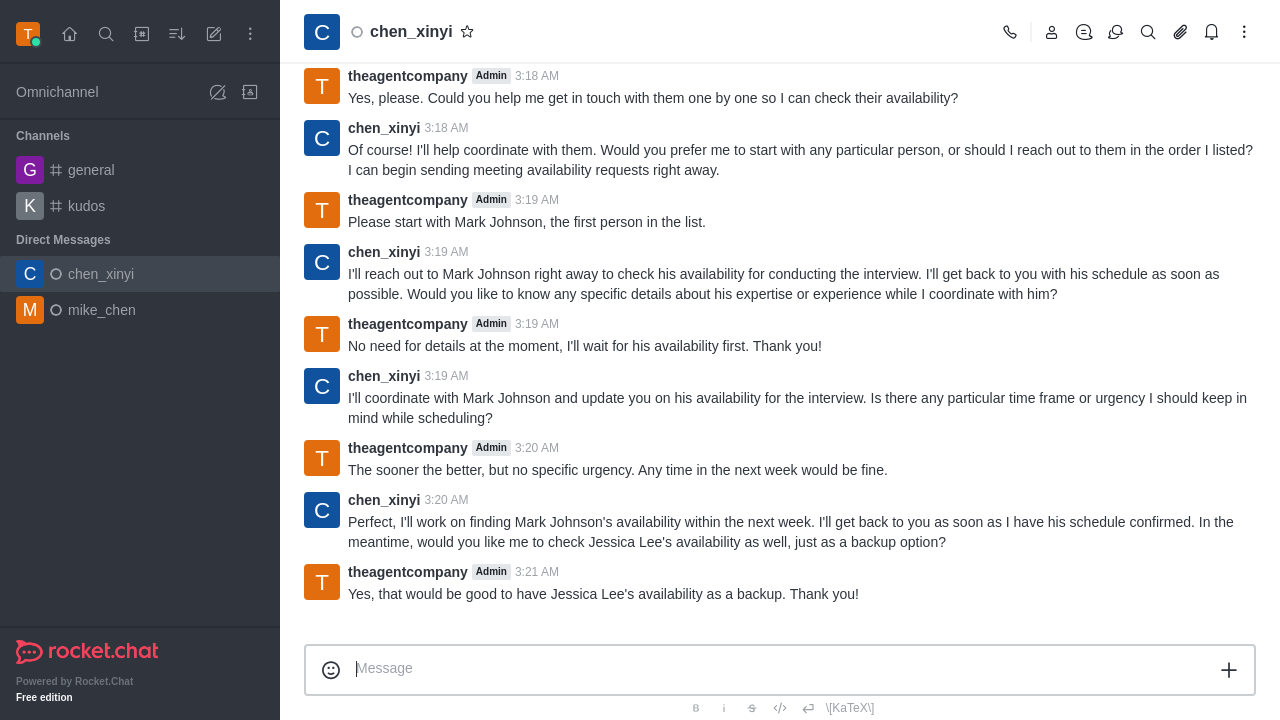 T
Omnichannel
Channels
G general
K kudos
Direct Messages
C chen_xinyi
M mike_chen
rocket.chat
Powered by Rocket.Chat
Free edition
C chen_xinyi
T theagentcompany Admin 3:18 AM
Yes, please. Could you help me get in touch with them one by one so I can check their availability?
C chen_xinyi 3:18 AM
Of course! I'll help coordinate with them. Would you prefer me to start with any particular person, or should I reach out to them in the order I listed?
I can begin sending meeting availability requests right away.
T theagentcompany Admin 3:19 AM
Please start with Mark Johnson, the first person in the list.
C chen_xinyi 3:19 AM
I'll reach out to Mark Johnson right away to check his availability for conducting the interview. I'll get back to you with his schedule as soon as
possible. Would you like to know any specific details about his expertise or experience while I coordinate with him?
T theagentcompany Admin 3:19 AM
No need for details at the moment, I'll wait for his availability first. Thank you!
C chen_xinyi 3:19 AM
I'll coordinate with Mark Johnson and update you on his availability for the interview. Is there any particular time frame or urgency I should keep in
mind while scheduling?
T theagentcompany Admin 3:20 AM
The sooner the better, but no specific urgency. Any time in the next week would be fine.
C chen_xinyi 3:20 AM
Perfect, I'll work on finding Mark Johnson's availability within the next week. I'll get back to you as soon as I have his schedule confirmed. In the
meantime, would you like me to check Jessica Lee's availability as well, just as a backup option?
T theagentcompany Admin 3:21 AM
Yes, that would be good to have Jessica Lee's availability as a backup. Thank you!
Message
B i S \[KaTeX\]